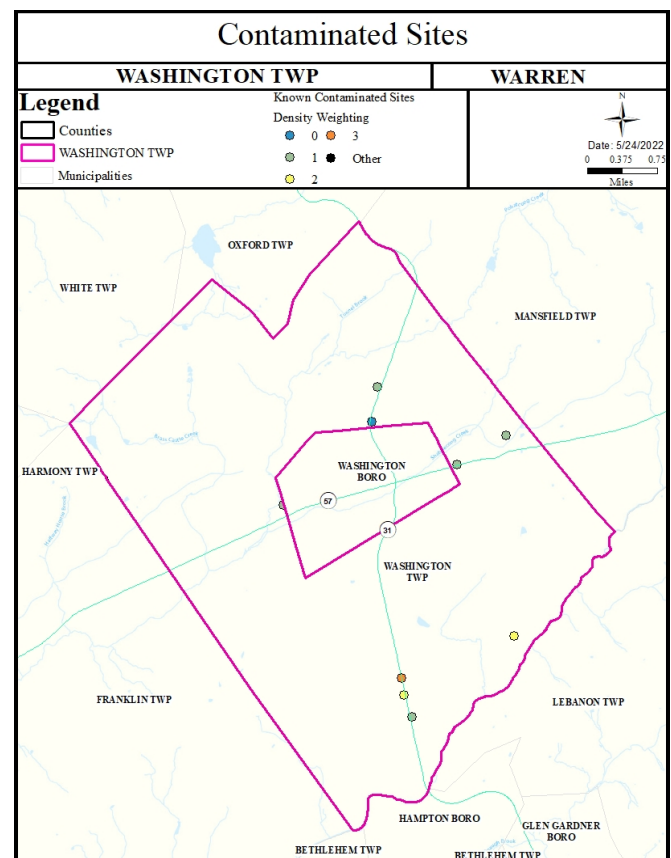 Contaminated Sites
WASHINGTON TWP
WARREN
Legend
Counties
WASHINGTON TWP
Municipalities
Known Contaminated Sites
Density Weighting
0 3
1 Other
2
N
Date: 5/24/2022
0 0.375 0.75
Miles
OXFORD TWP
WHITE TWP
MANSFIELD TWP
HARMONY TWP
WASHINGTON
BORO
57
31
WASHINGTON
TWP
FRANKLIN TWP
LEBANON TWP
HAMPTON BORO
GLEN GARDNER
BORO
BETHLEHEM TWP
BETHLEHEM TWP